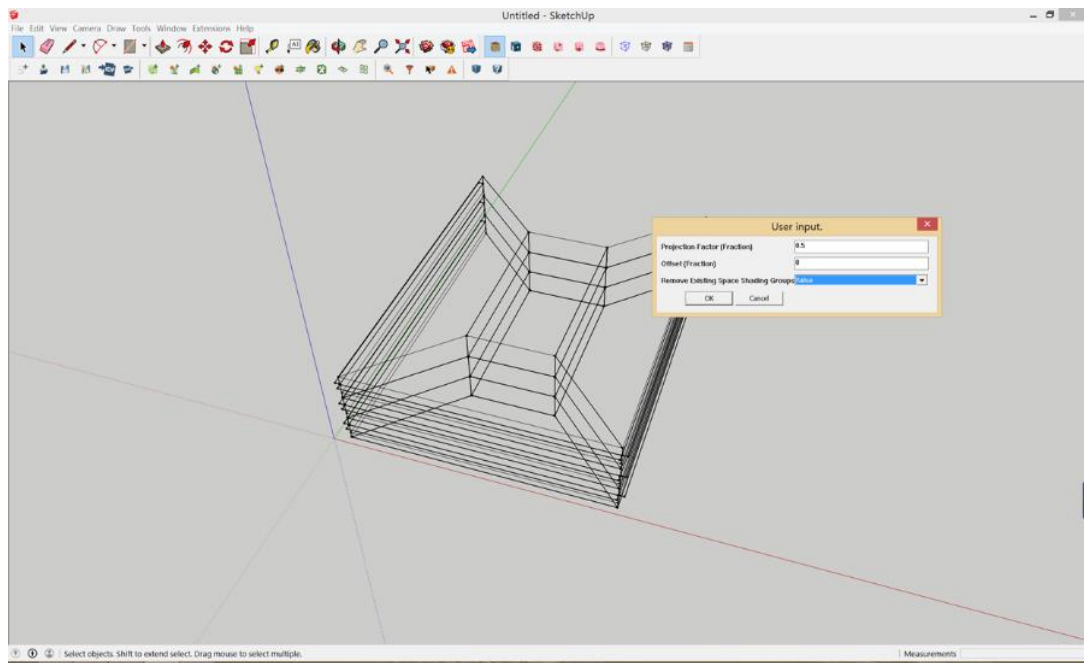 Untitled - SketchUp
File Edit View Camera Draw Tools Window Extensions Help
User input.
Projection Factor (Fraction) 0.5
Offset (Fraction) 0
Remove Existing Space Shading Groups false
OK Cancel
Select objects. Shift to extend select. Drag mouse to select multiple.
Measurements